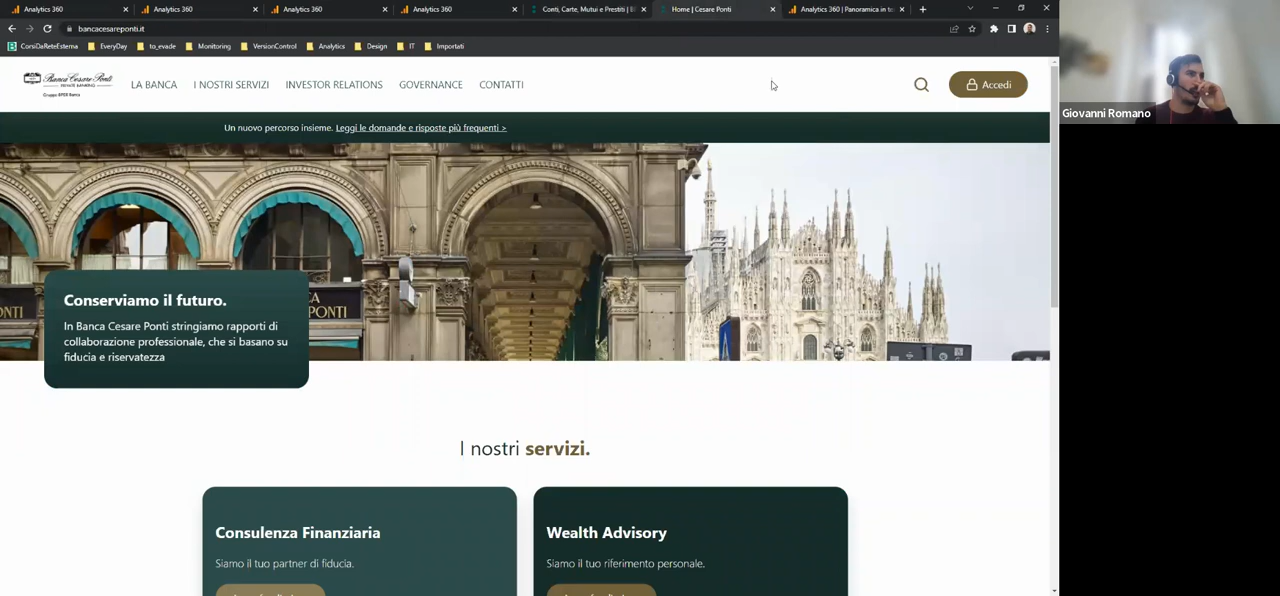 Analytics 360
Analytics 360
Analytics 360
Analytics 360
Conti, Carte, Mutui e Prestiti |
Home | Cesare Ponti
Analytics 360 | Panoramica in
bancacesareponti.it
CorsiDaReteEsterna
EveryDay
to_evade
Monitoring
VersionControl
Analytics
Design
IT
Importati
Banca Cesare Ponti
PRIVATE BANKING
Gruppo BPER Banca
LA BANCA
I NOSTRI SERVIZI
INVESTOR RELATIONS
GOVERNANCE
CONTATTI
Accedi
Giovanni Romano
Un nuovo percorso insieme. Leggi le domande e risposte più frequenti >
Conserviamo il futuro.
In Banca Cesare Ponti stringiamo rapporti di
collaborazione professionale, che si basano su
fiducia e riservatezza
I nostri servizi.
Consulenza Finanziaria
Siamo il tuo partner di fiducia.
Wealth Advisory
Siamo il tuo riferimento personale.